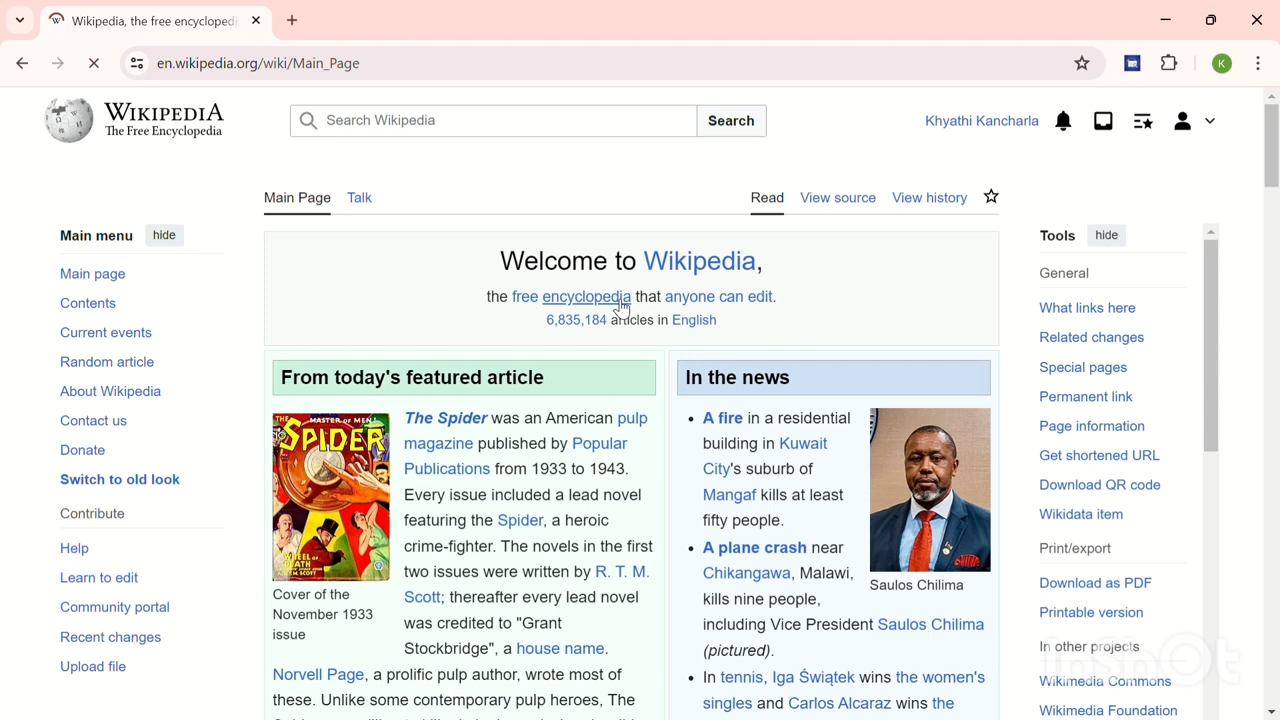 Wikipedia, the free encyclopedi
en.wikipedia.org/wiki/Main_Page
K
WIKIPEDIA
The Free Encyclopedia
Search Wikipedia
Search
Khyathi Kancharla
Main Page Talk
Read View source View history
Main menu hide
Main page
Contents
Current events
Random article
About Wikipedia
Contact us
Donate
Switch to old look
Contribute
Help
Learn to edit
Community portal
Recent changes
Upload file
Welcome to Wikipedia,
the free encyclopedia that anyone can edit.
6,835,184 articles in English
From today's featured article
THE MASTER OF MEN!
SPIDER
WHEEL OF
DEATH
Cover of the
November 1933
issue
The Spider was an American pulp
magazine published by Popular
Publications from 1933 to 1943.
Every issue included a lead novel
featuring the Spider, a heroic
crime-fighter. The novels in the first
two issues were written by R. T. M.
Scott; thereafter every lead novel
was credited to "Grant
Stockbridge", a house name.
Norvell Page, a prolific pulp author, wrote most of
these. Unlike some contemporary pulp heroes, The
In the news
• A fire in a residential
building in Kuwait
City's suburb of
Mangaf kills at least
fifty people.
• A plane crash near
Chikangawa, Malawi,
kills nine people,
including Vice President Saulos Chilima
(pictured).
• In tennis, Iga Świątek wins the women's
singles and Carlos Alcaraz wins the
Saulos Chilima
Tools hide
General
What links here
Related changes
Special pages
Permanent link
Page information
Get shortened URL
Download QR code
Wikidata item
Print/export
Download as PDF
Printable version
In other projects
Wikimedia Commons
Wikimedia Foundation
InShOt